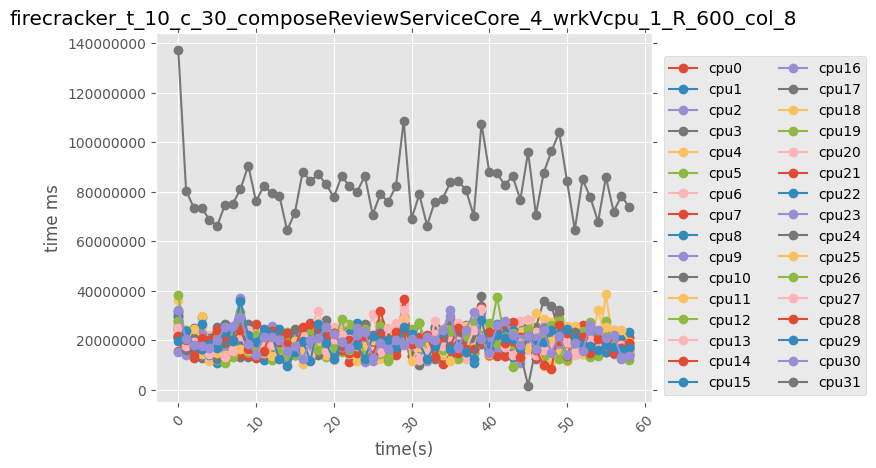 firecracker_t_10_c_30_composeReviewServiceCore_4_wrkVcpu_1_R_600_col_8
140000000
120000000
100000000
80000000
60000000
40000000
20000000
0
time ms
0
10
20
30
40
50
60
time(s)
cpu0
cpu1
cpu2
cpu3
cpu4
cpu5
cpu6
cpu7
cpu8
cpu9
cpu10
cpu11
cpu12
cpu13
cpu14
cpu15
cpu16
cpu17
cpu18
cpu19
cpu20
cpu21
cpu22
cpu23
cpu24
cpu25
cpu26
cpu27
cpu28
cpu29
cpu30
cpu31